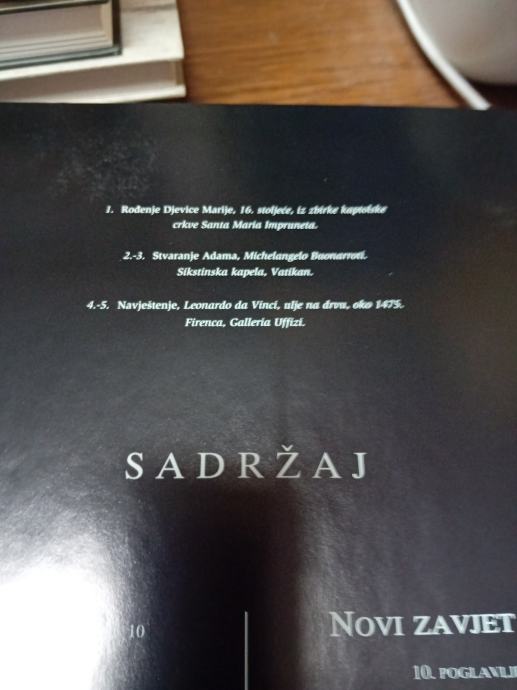 1. Rođenje Djevice Marije, 16. stoljeće, iz zbirke kaptolske
crkve Santa Maria Impruneta.
2.-3. Stvaranje Adama, Michelangelo Buonarroti.
Sikstinska kapela, Vatikan.
4.-5. Navještenje, Leonardo da Vinci, ulje na drvu, oko 1475.
Firenca, Galleria Uffizi.
SADRŽAJ
10
NOVI ZAVJET
10. POGLAVLJE